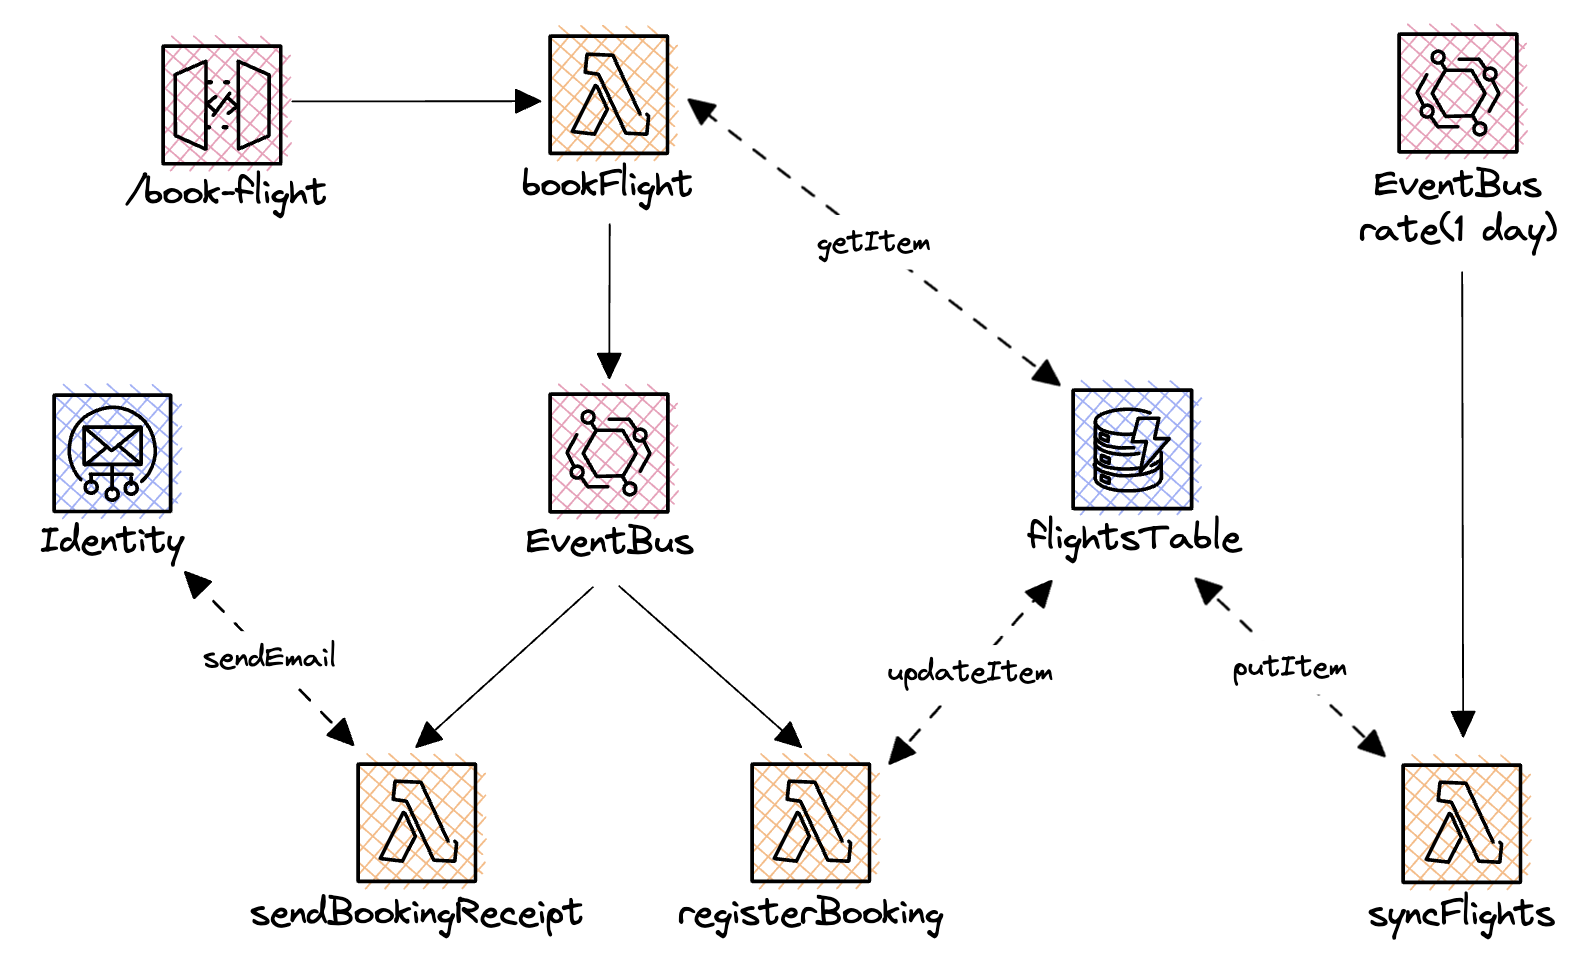 /book-flight
bookFlight
EventBus
rate(1 day)
getItem
Identity
EventBus
flightsTable
sendEmail
updateItem
putItem
sendBookingReceipt
registerBooking
syncFlights